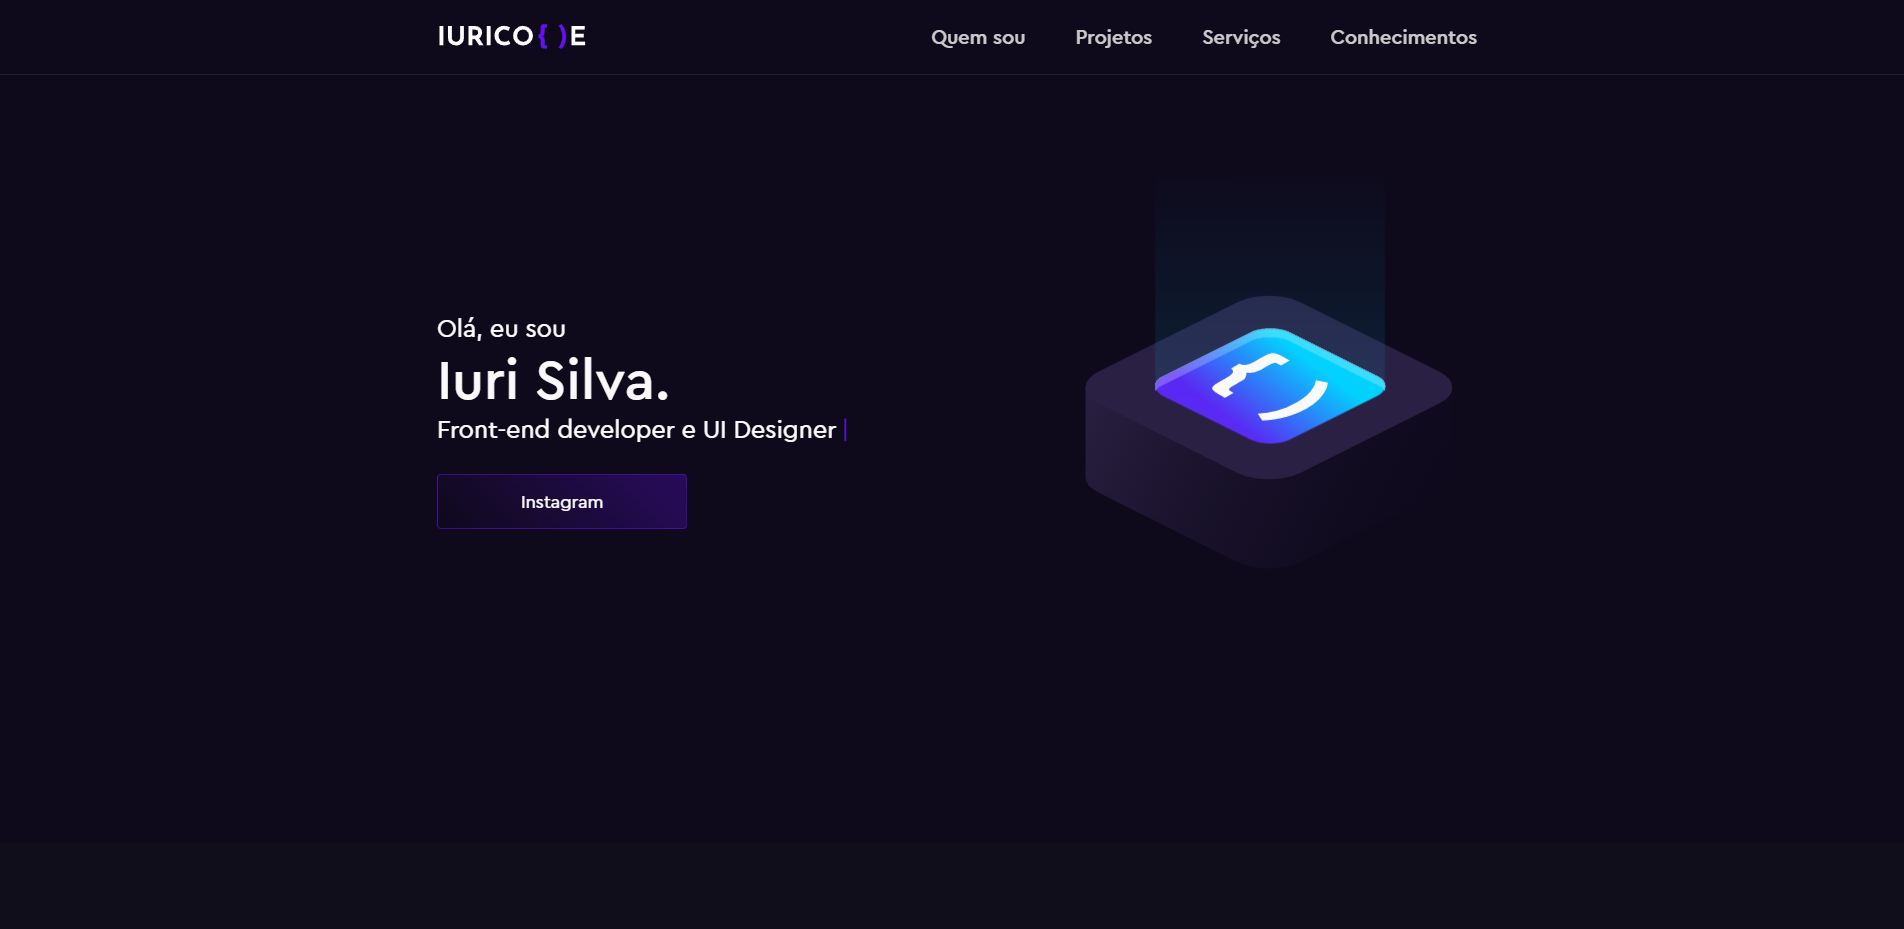 IURICO{ )E
Quem sou
Projetos
Serviços
Conhecimentos
Olá, eu sou
Iuri Silva.
Front-end developer e UI Designer |
Instagram
{ )